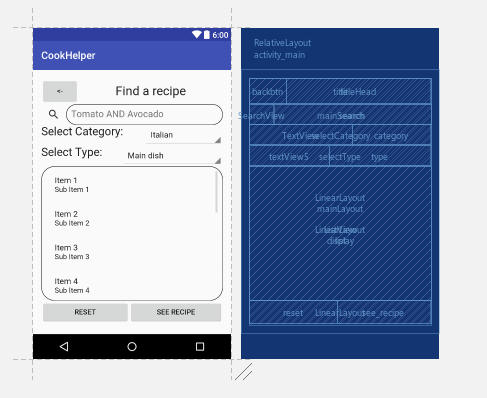 6:00
CookHelper
<-
Find a recipe
Tomato AND Avocado
Select Category:
Italian
Select Type:
Main dish
Item 1
Sub Item 1
Item 2
Sub Item 2
Item 3
Sub Item 3
Item 4
Sub Item 4
RESET
SEE RECIPE
RelativeLayout
activity_main
backbtn
titleHead
SearchView
mainSearch
TextView
selectCategory
category
textView5
selectType
type
LinearLayout
mainLayout
display
reset
LinearLayout
see_recipe